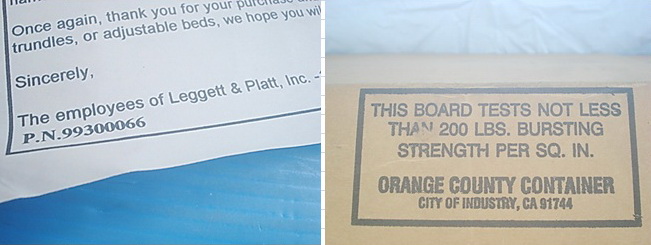 Once again, thank you for your purchase
trundles, or adjustable beds, we hope you
Sincerely,
The employees of Leggett & Platt, Inc. -
P.N.99300066
THIS BOARD TESTS NOT LESS
THAN 200 LBS. BURSTING
STRENGTH PER SQ. IN.
ORANGE COUNTY CONTAINER
CITY OF INDUSTRY, CA 91744